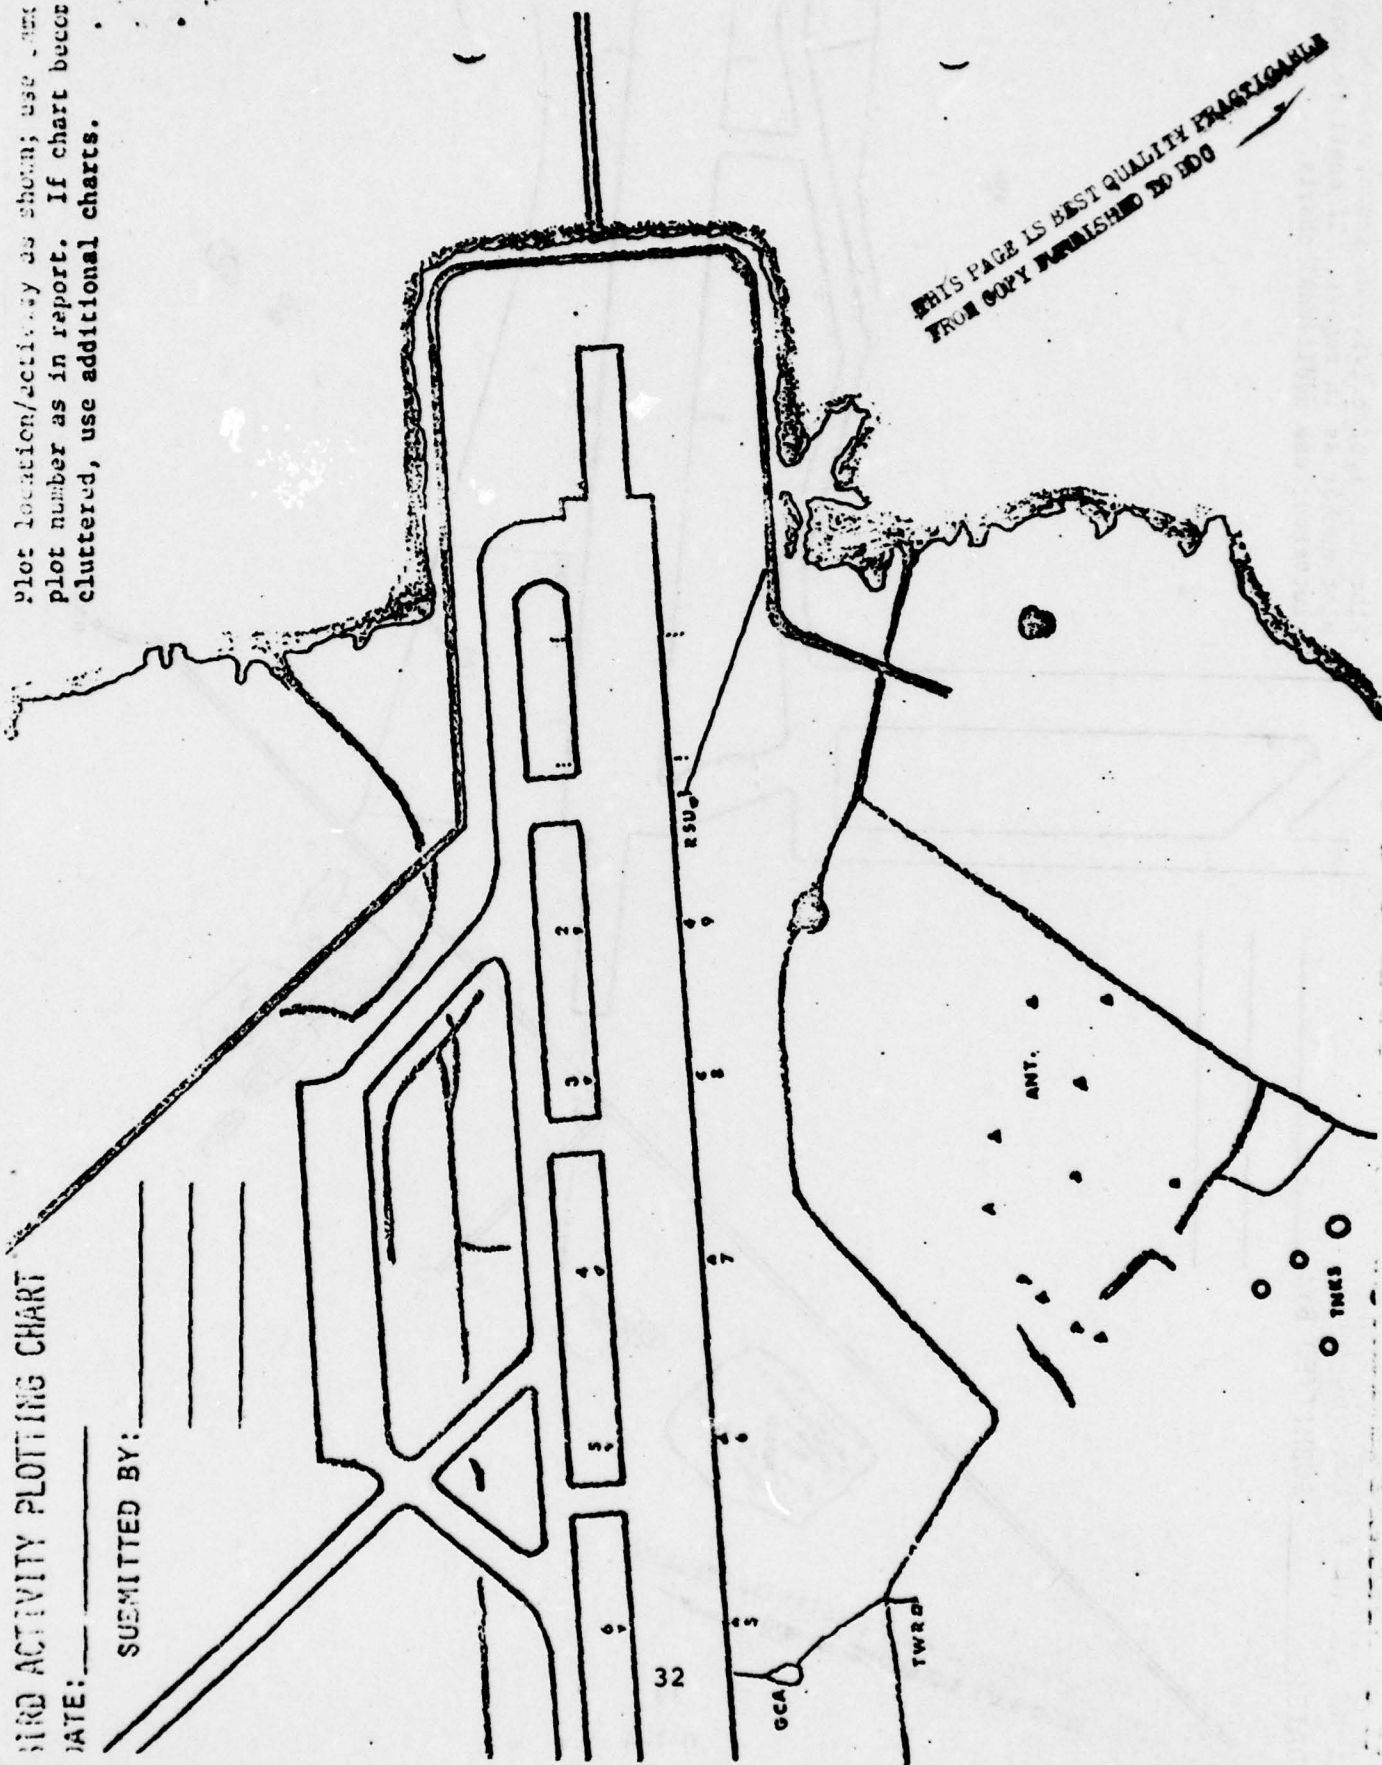 BIRD ACTIVITY PLOTTING CHART
DATE:
SUBMITTED BY:
Plot location/activity as shown; use same
plot number as in report. If chart becom
cluttered, use additional charts.
THIS PAGE IS BEST QUALITY PRACTICABLE
FROM COPY FURNISHED TO DDC
RSU
2
9
3
8
4
7
5
6
6
5
ANT.
TNKS
TWR
GCA
32